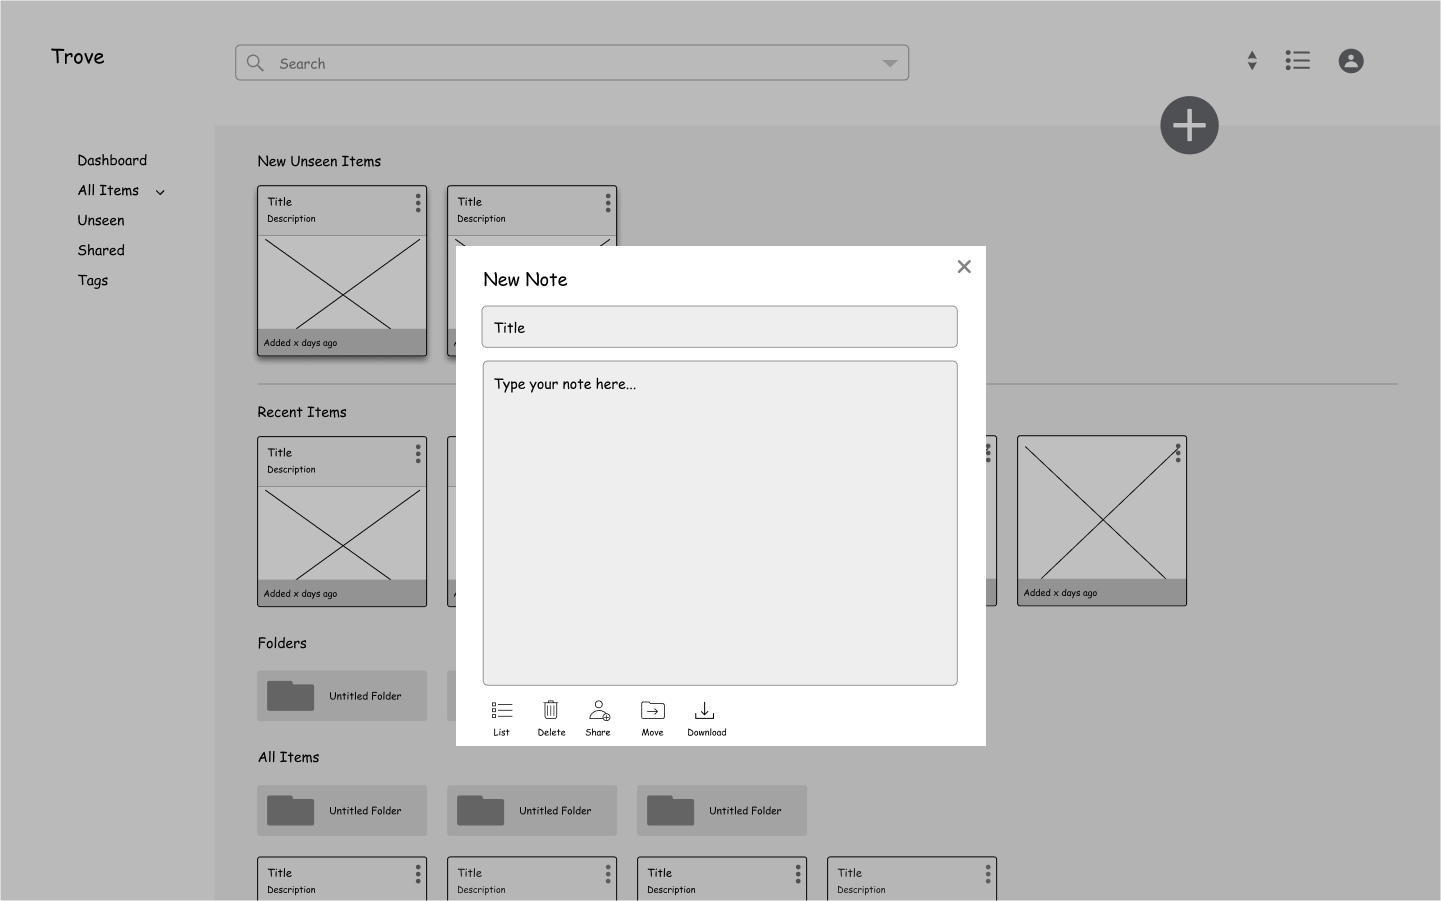 Trove
Search
Dashboard
All Items
Unseen
Shared
Tags
New Unseen Items
Title
Description
Added x days ago
Title
Description
New Note
Title
Type your note here...
List
Delete
Share
Move
Download
Recent Items
Title
Description
Added x days ago
Added x days ago
Folders
Untitled Folder
All Items
Untitled Folder
Untitled Folder
Untitled Folder
Title
Description
Title
Description
Title
Description
Title
Description